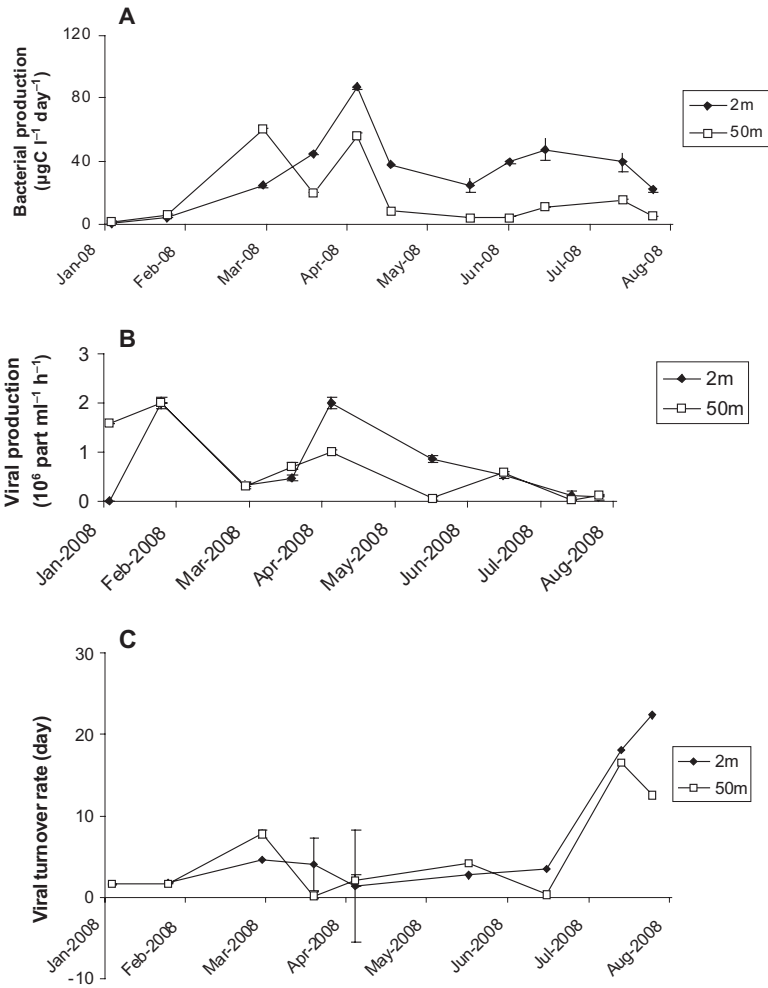 A
Bacterial production
(µgC l⁻¹ day⁻¹)
120
80
40
0
Jan-08
Feb-08
Mar-08
Apr-08
May-08
Jun-08
Jul-08
Aug-08
2m
50m
B
Viral production
(10⁶ part ml⁻¹ h⁻¹)
3
2
1
0
Jan-2008
Feb-2008
Mar-2008
Apr-2008
May-2008
Jun-2008
Jul-2008
Aug-2008
2m
50m
C
Viral turnover rate (day)
30
20
10
0
-10
Jan-2008
Feb-2008
Mar-2008
Apr-2008
May-2008
Jun-2008
Jul-2008
Aug-2008
2m
50m